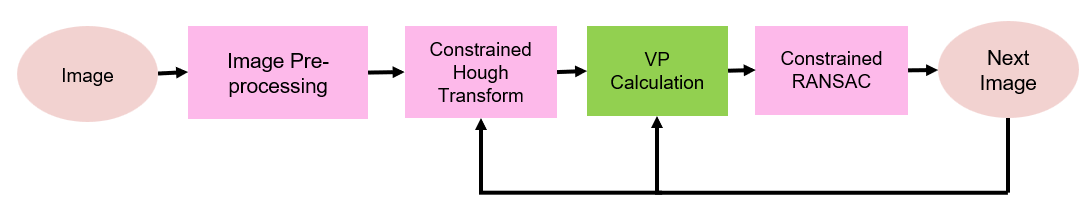 Image
Image Pre-
processing
Constrained
Hough
Transform
VP
Calculation
Constrained
RANSAC
Next
Image